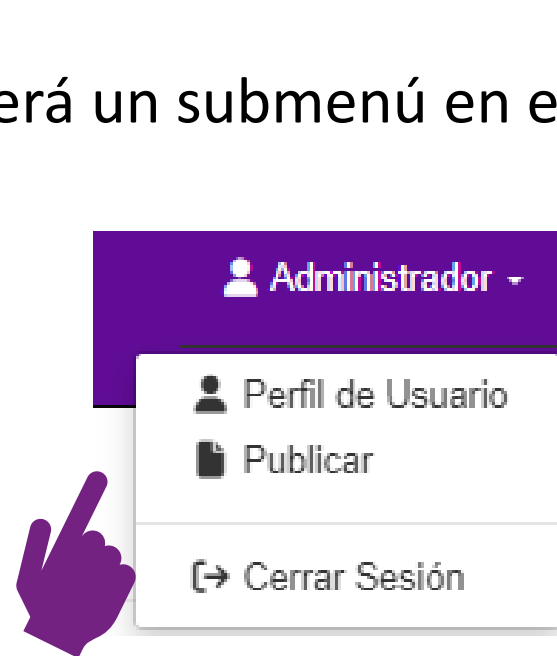 erá un submenú en e
Administrador
Perfil de Usuario
Publicar
Cerrar Sesión